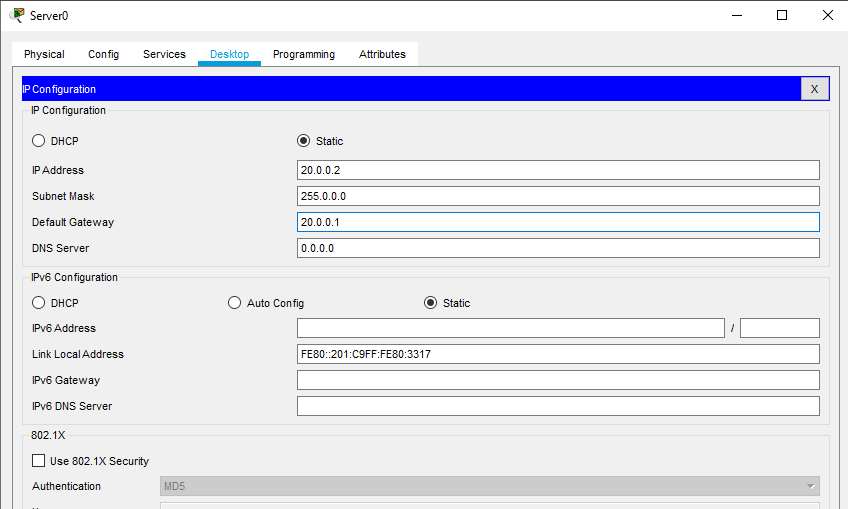 Server0
Physical Config Services Desktop Programming Attributes
IP Configuration X
IP Configuration
DHCP Static
IP Address 20.0.0.2
Subnet Mask 255.0.0.0
Default Gateway 20.0.0.1
DNS Server 0.0.0.0
IPv6 Configuration
DHCP Auto Config Static
IPv6 Address /
Link Local Address FE80::201:C9FF:FE80:3317
IPv6 Gateway
IPv6 DNS Server
802.1X
Use 802.1X Security
Authentication MD5